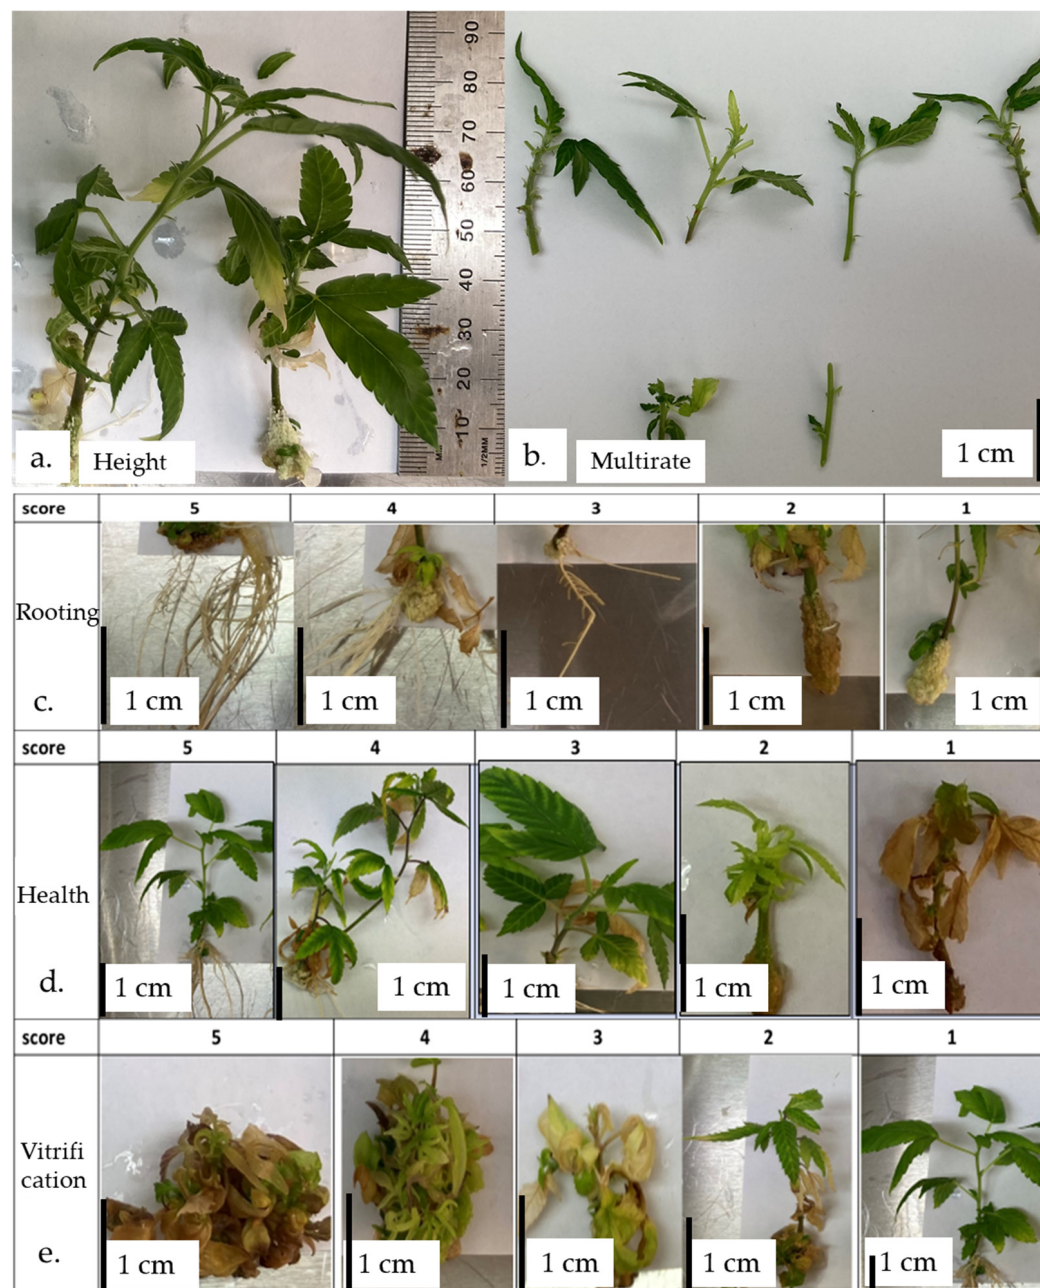 90
80
70
60
50
40
30
20
10
1/2MM
a.
Height
b.
Multirate
1 cm
score 5 4 3 2 1
Rooting
c.
1 cm 1 cm 1 cm 1 cm 1 cm
score 5 4 3 2 1
Health
d.
1 cm 1 cm 1 cm 1 cm 1 cm
score 5 4 3 2 1
Vitrifi
cation
e.
1 cm 1 cm 1 cm 1 cm 1 cm